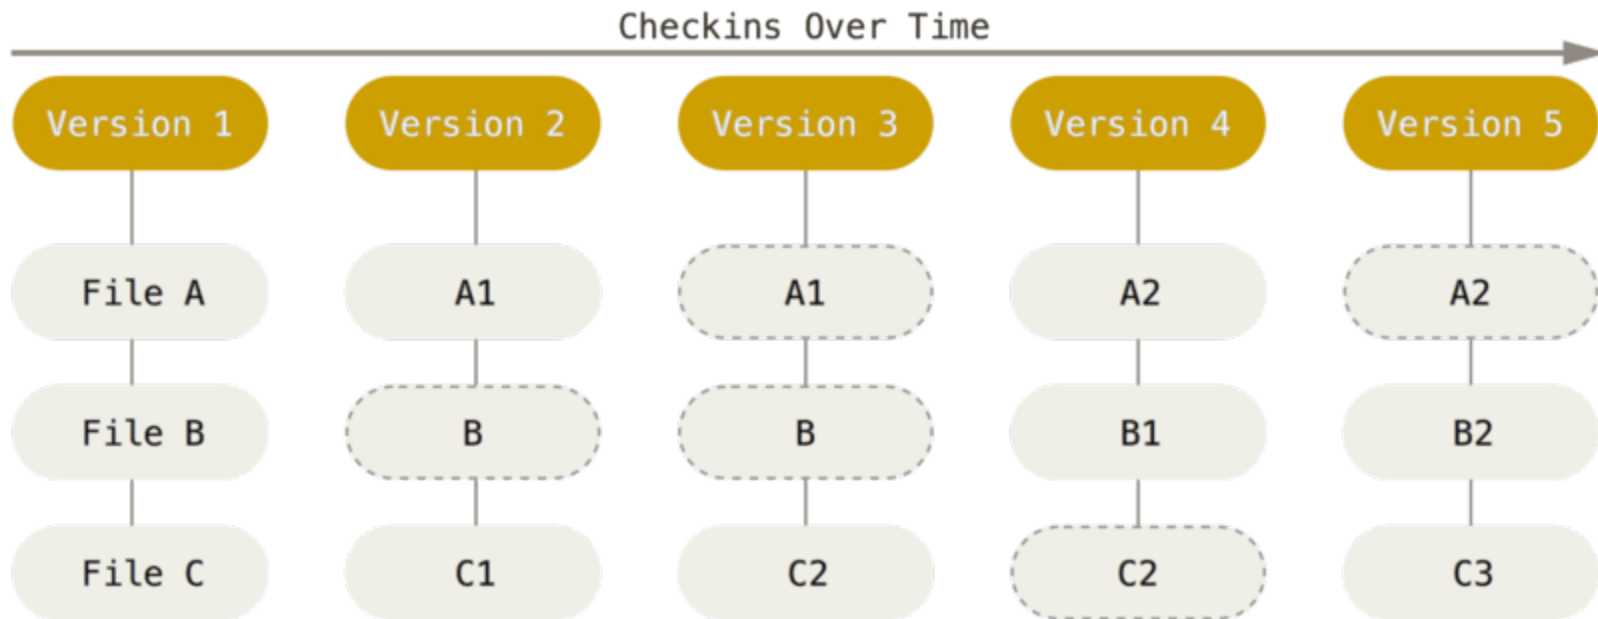 Checkins Over Time
Version 1 Version 2 Version 3 Version 4 Version 5
File A A1 A1 A2 A2
File B B B B1 B2
File C C1 C2 C2 C3